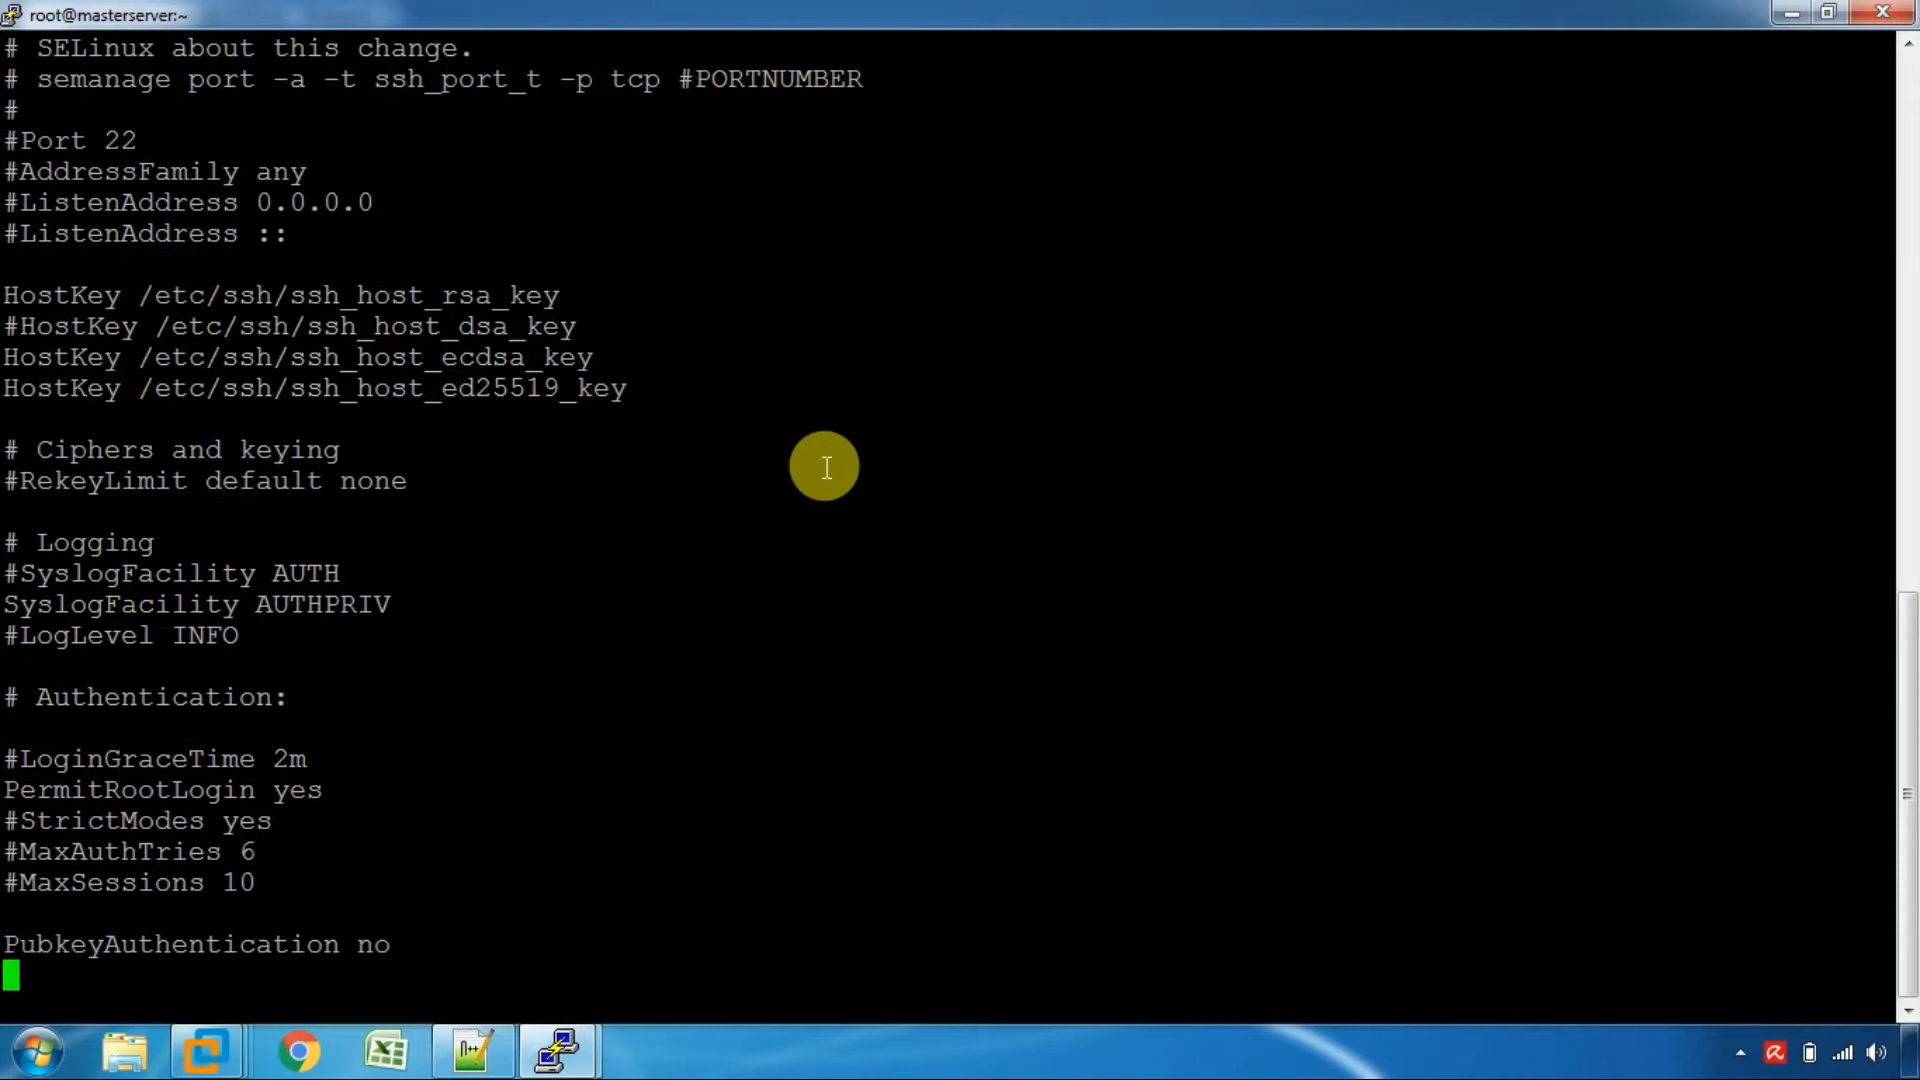 root@masterserver:~
# SELinux about this change.
# semanage port -a -t ssh_port_t -p tcp #PORTNUMBER
#
#Port 22
#AddressFamily any
#ListenAddress 0.0.0.0
#ListenAddress ::
HostKey /etc/ssh/ssh_host_rsa_key
#HostKey /etc/ssh/ssh_host_dsa_key
HostKey /etc/ssh/ssh_host_ecdsa_key
HostKey /etc/ssh/ssh_host_ed25519_key
# Ciphers and keying
#RekeyLimit default none
# Logging
#SyslogFacility AUTH
SyslogFacility AUTHPRIV
#LogLevel INFO
# Authentication:
#LoginGraceTime 2m
PermitRootLogin yes
#StrictModes yes
#MaxAuthTries 6
#MaxSessions 10
PubkeyAuthentication no